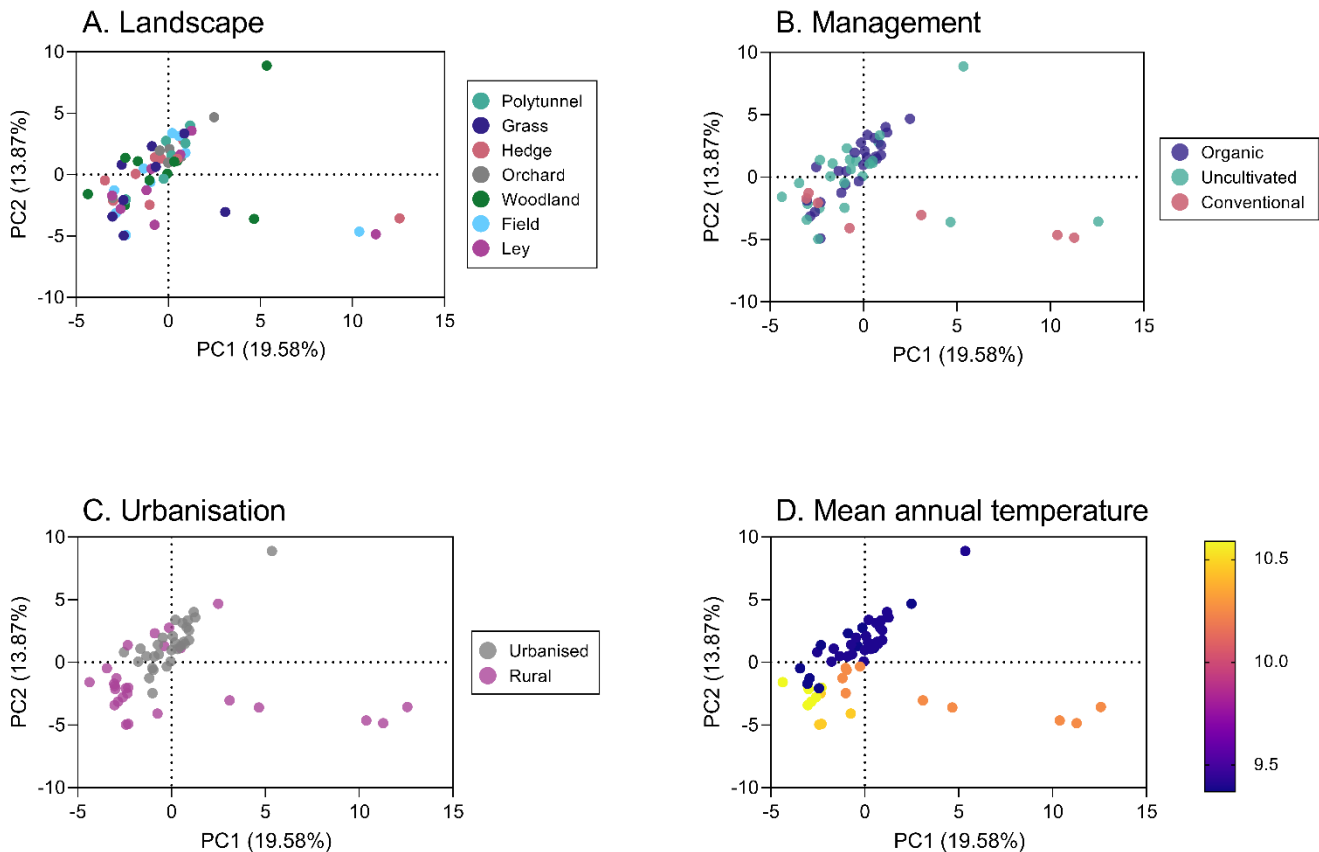 A. Landscape
10
5
0
-5
-10
-5
0
5
10
15
PC2 (13.87%)
PC1 (19.58%)
Polytunnel
Grass
Hedge
Orchard
Woodland
Field
Ley
B. Management
10
5
0
-5
-10
-5
0
5
10
15
PC2 (13.87%)
PC1 (19.58%)
Organic
Uncultivated
Conventional
C. Urbanisation
10
5
0
-5
-10
-5
0
5
10
15
PC2 (13.87%)
PC1 (19.58%)
Urbanised
Rural
D. Mean annual temperature
10
5
0
-5
-10
-5
0
5
10
15
PC2 (13.87%)
PC1 (19.58%)
10.5
10.0
9.5